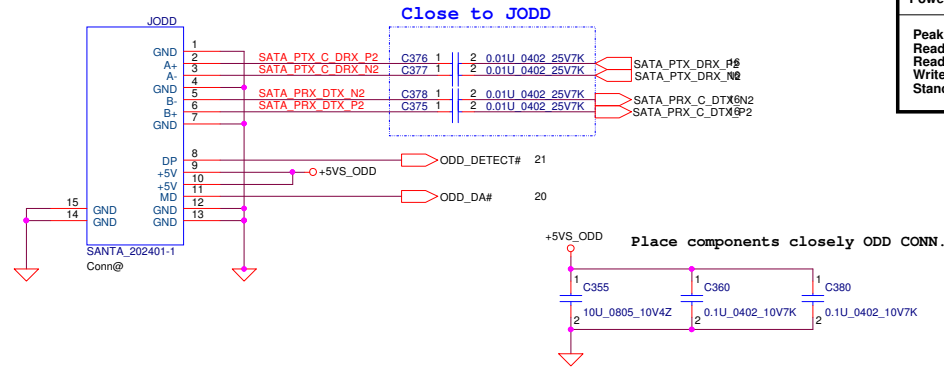 Close to JODD
JODD
GND 1
A+ 2 SATA_PTX_C_DRX_P2 C376 1 2 0.01U_0402_25V7K SATA_PTX_DRX_P2 16
A- 3 SATA_PTX_C_DRX_N2 C377 1 2 0.01U_0402_25V7K SATA_PTX_DRX_N2 16
GND 4
B- 5 SATA_PRX_DTX_N2 C378 1 2 0.01U_0402_25V7K SATA_PRX_C_DTX_N2 16
B+ 6 SATA_PRX_DTX_P2 C375 1 2 0.01U_0402_25V7K SATA_PRX_C_DTX_P2 16
GND 7
DP 8 ODD_DETECT# 21
+5V 9 +5VS_ODD
+5V 10
MD 11 ODD_DA# 20
15 GND GND 12
14 GND GND 13
SANTA_202401-1
Conn@
Peak
Read
Read
Write
Stand
+5VS_ODD
Place components closely ODD CONN.
1 C355 2 10U_0805_10V4Z
1 C360 2 0.1U_0402_10V7K
1 C380 2 0.1U_0402_10V7K